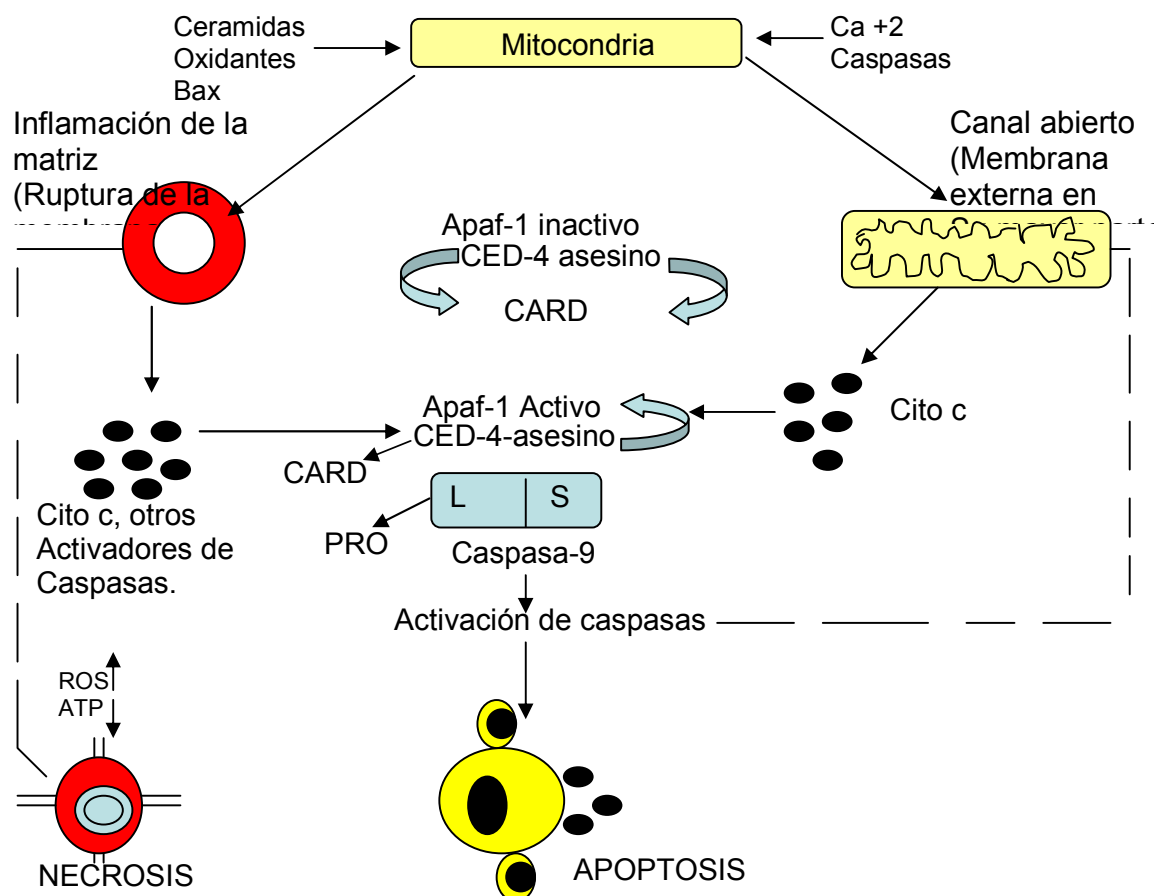 Ceramidas
Oxidantes
Bax
Mitocondria
Ca +2
Caspasas
Inflamación de la
matriz
(Ruptura de la
Canal abierto
(Membrana
externa en
Apaf-1 inactivo
CED-4 asesino
CARD
Apaf-1 Activo
CED-4-asesino
CARD
Cito c
L S
PRO
Caspasa-9
Cito c, otros
Activadores de
Caspasas.
Activación de caspasas
ROS
ATP
NECROSIS
APOPTOSIS